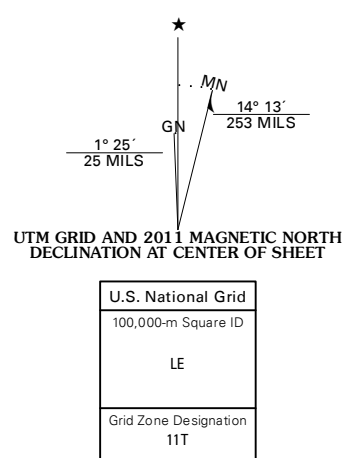 ★
MN
GN
1° 25´
25 MILS
14° 13´
253 MILS
UTM GRID AND 2011 MAGNETIC NORTH
DECLINATION AT CENTER OF SHEET
U.S. National Grid
100,000-m Square ID
LE
Grid Zone Designation
11T